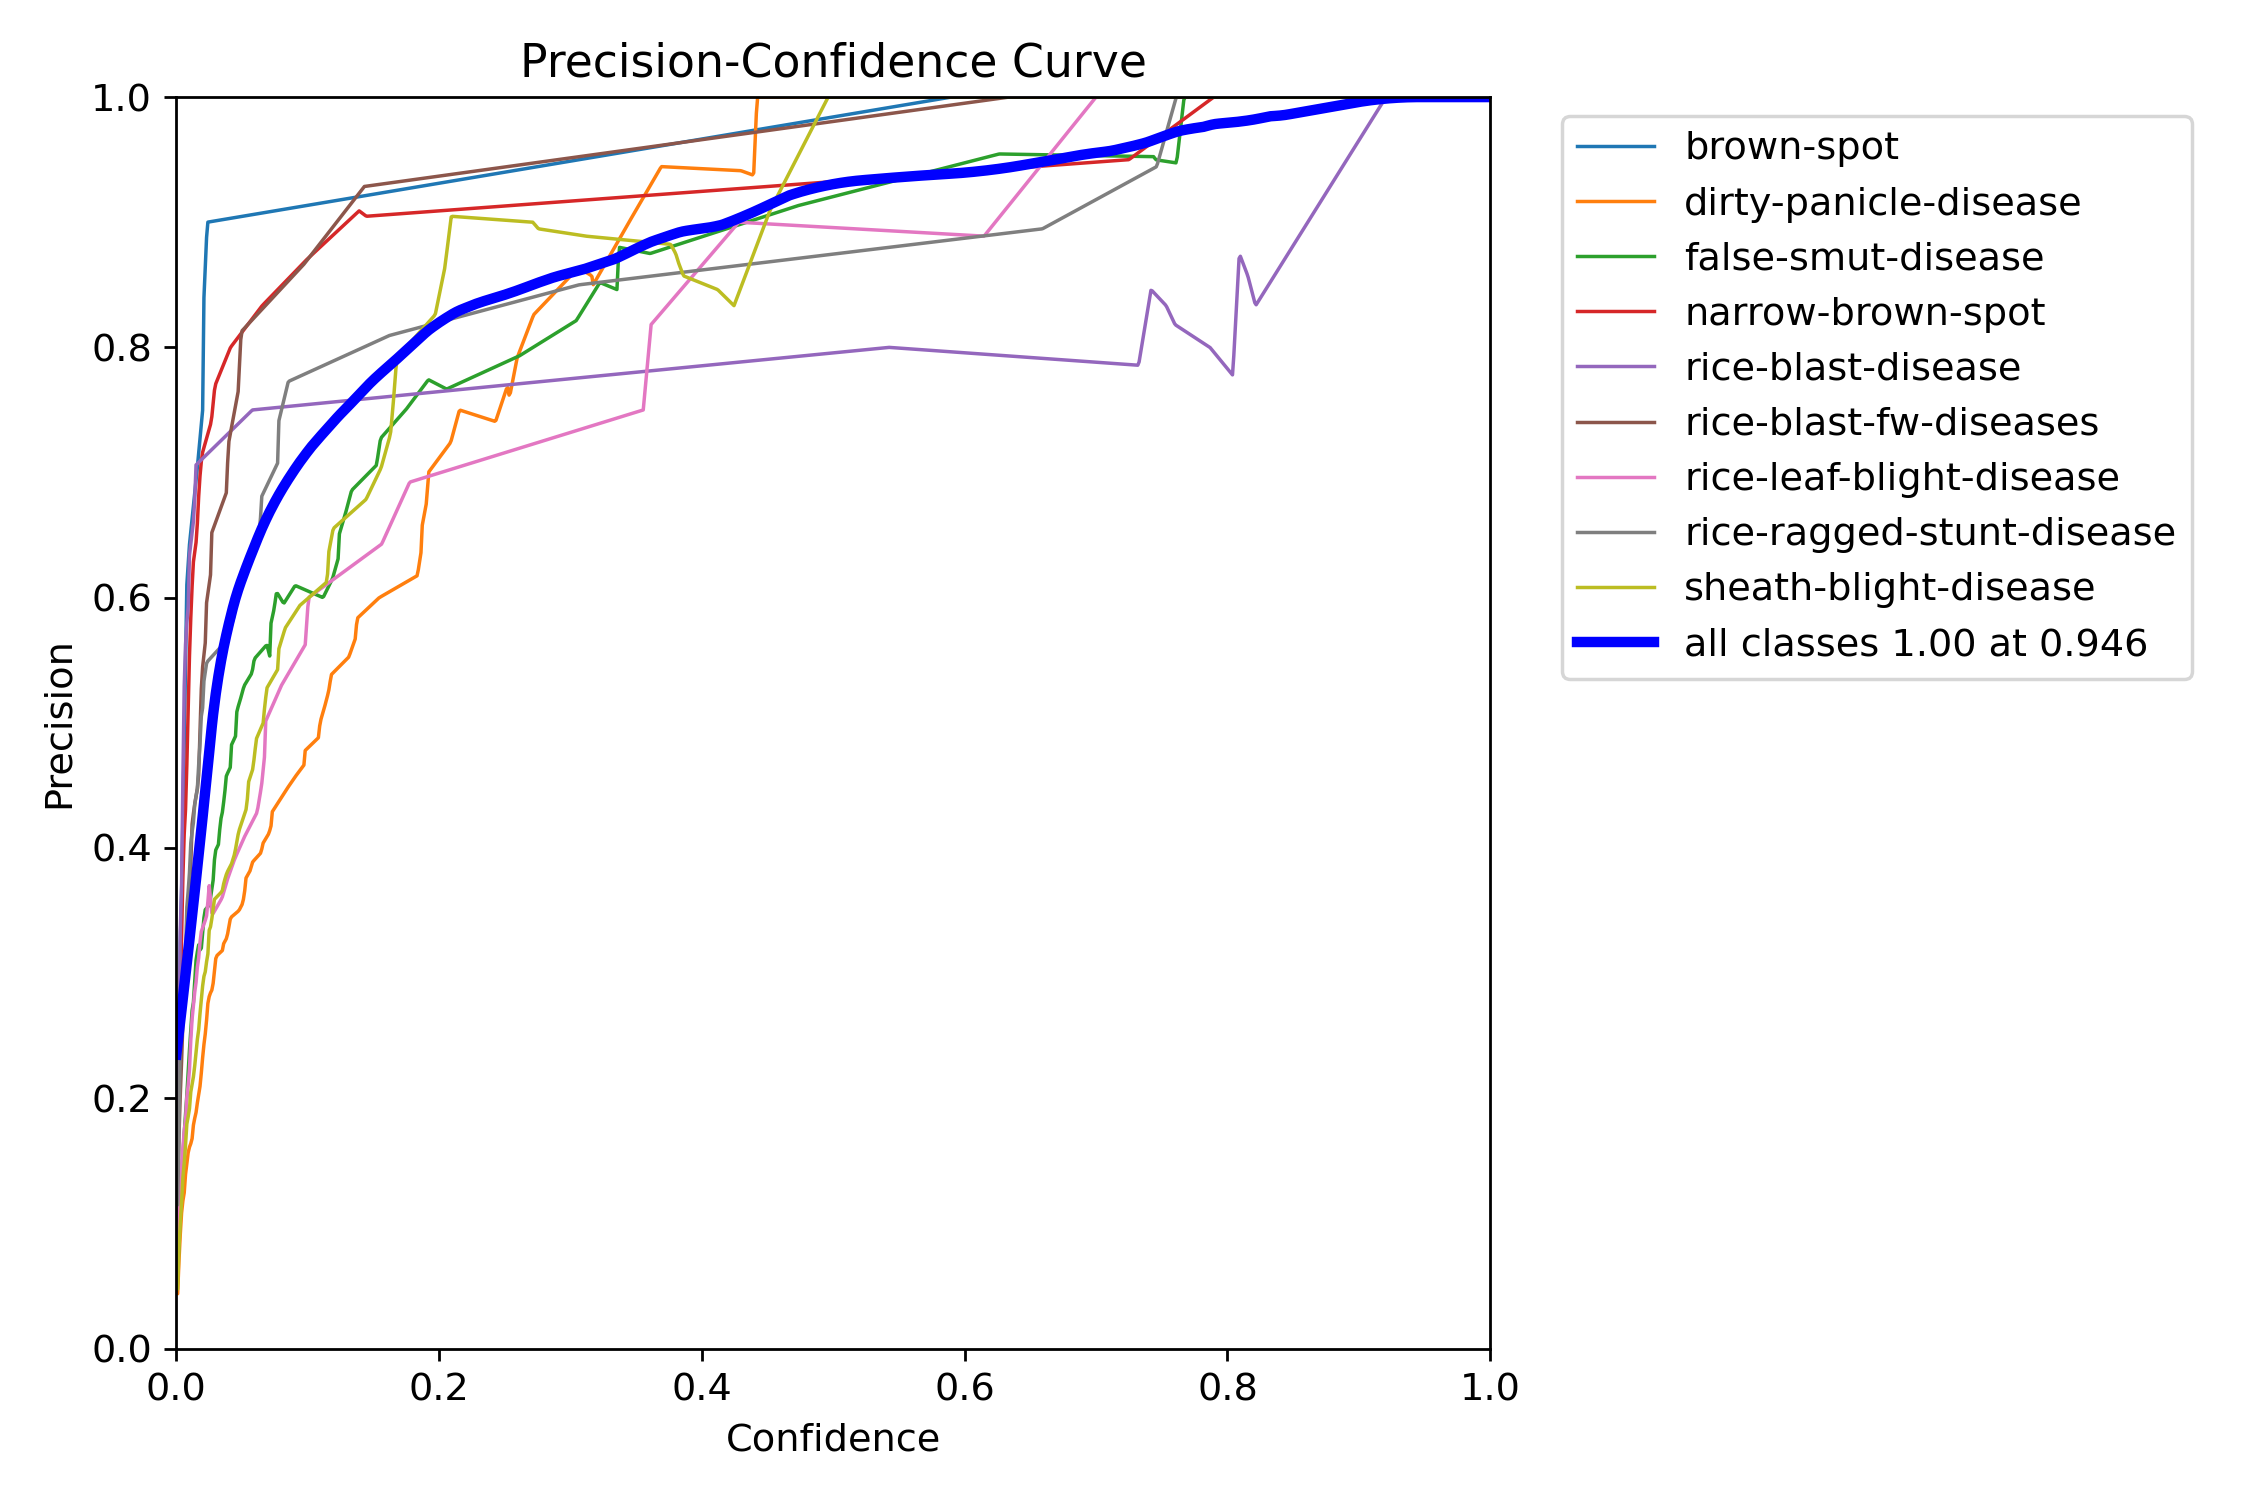 Precision-Confidence Curve
1.0
0.8
0.6
0.4
0.2
0.0
Precision
0.0 0.2 0.4 0.6 0.8 1.0
Confidence
brown-spot
dirty-panicle-disease
false-smut-disease
narrow-brown-spot
rice-blast-disease
rice-blast-fw-diseases
rice-leaf-blight-disease
rice-ragged-stunt-disease
sheath-blight-disease
all classes 1.00 at 0.946